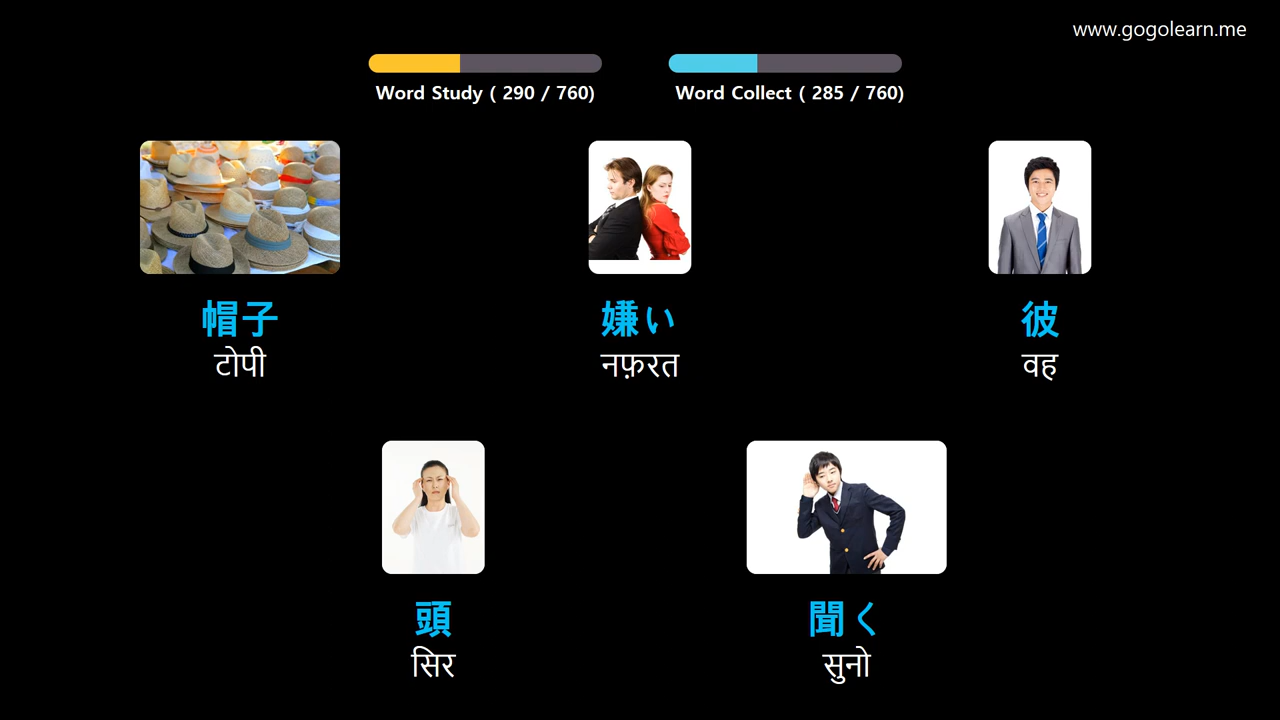 www.gogolearn.me
Word Study ( 290 / 760)
Word Collect ( 285 / 760)
帽子
टोपी
嫌い
नफ़रत
彼
वह
頭
सिर
聞く
सुनो